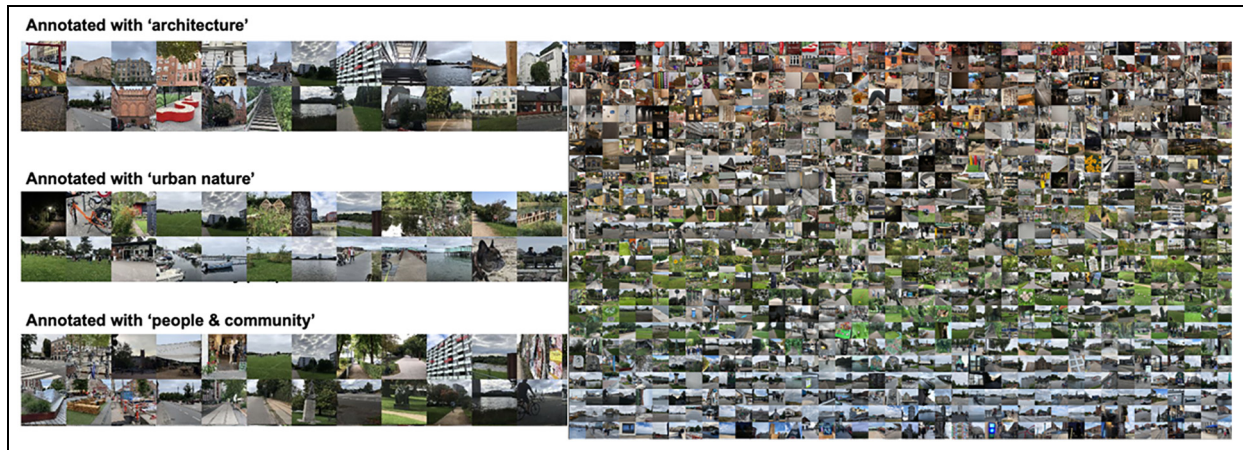 Annotated with ‘architecture’
Annotated with ‘urban nature’
Annotated with ‘people & community’